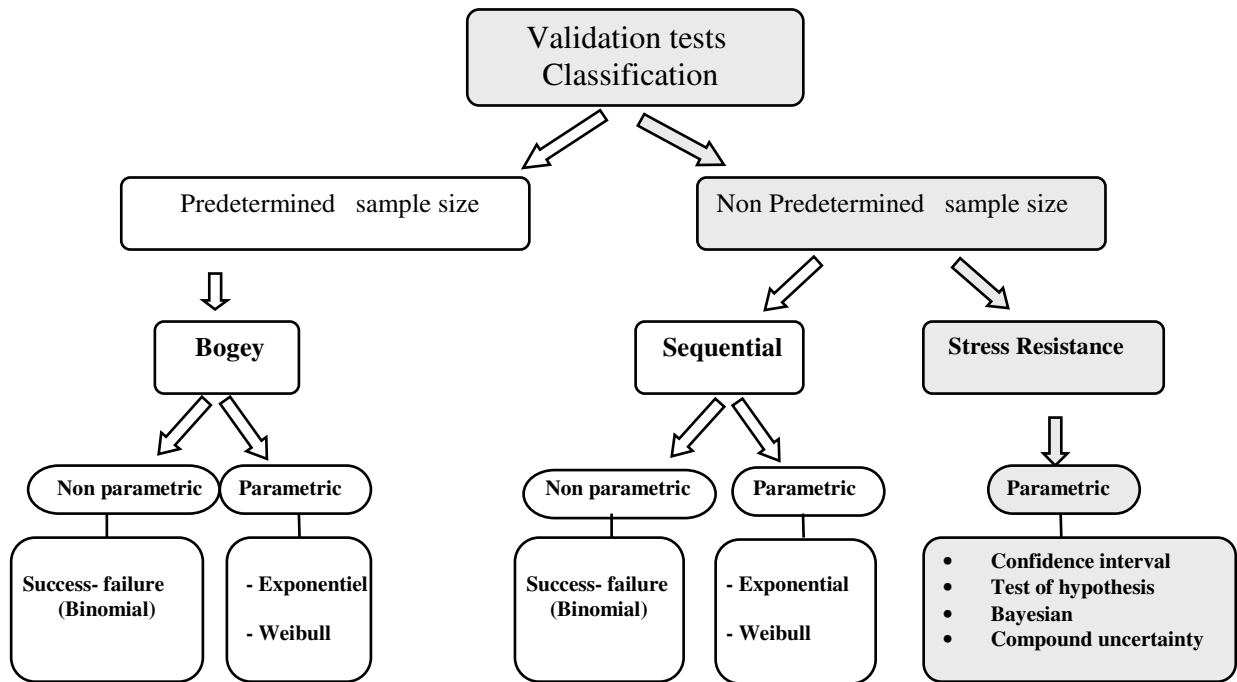 Validation tests
Classification
Predetermined sample size
Non Predetermined sample size
Bogey
Sequential
Stress Resistance
Non parametric
Parametric
Non parametric
Parametric
Parametric
Success- failure
(Binomial)
- Exponentiel
- Weibull
Success- failure
(Binomial)
- Exponential
- Weibull
• Confidence interval
• Test of hypothesis
• Bayesian
• Compound uncertainty